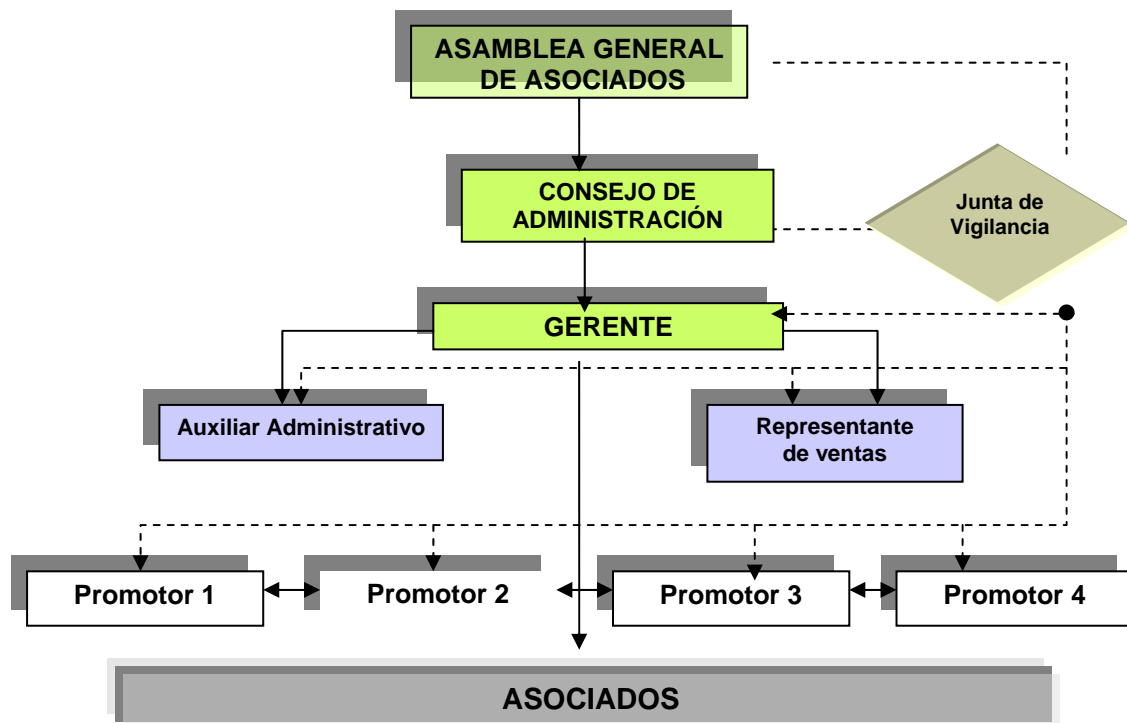 ASAMBLEA GENERAL
DE ASOCIADOS
CONSEJO DE
ADMINISTRACIÓN
Junta de
Vigilancia
GERENTE
Auxiliar Administrativo
Representante
de ventas
Promotor 1
Promotor 2
Promotor 3
Promotor 4
ASOCIADOS